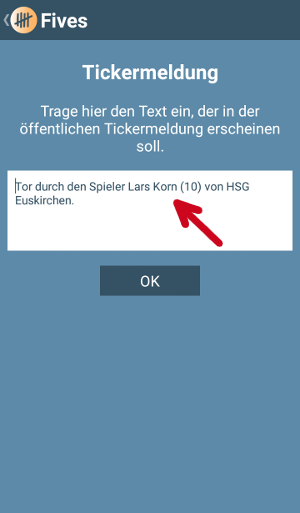 Fives
Tickermeldung
Trage hier den Text ein, der in der
öffentlichen Tickermeldung erscheinen
soll.
Tor durch den Spieler Lars Korn (10) von HSG
Euskirchen.
OK